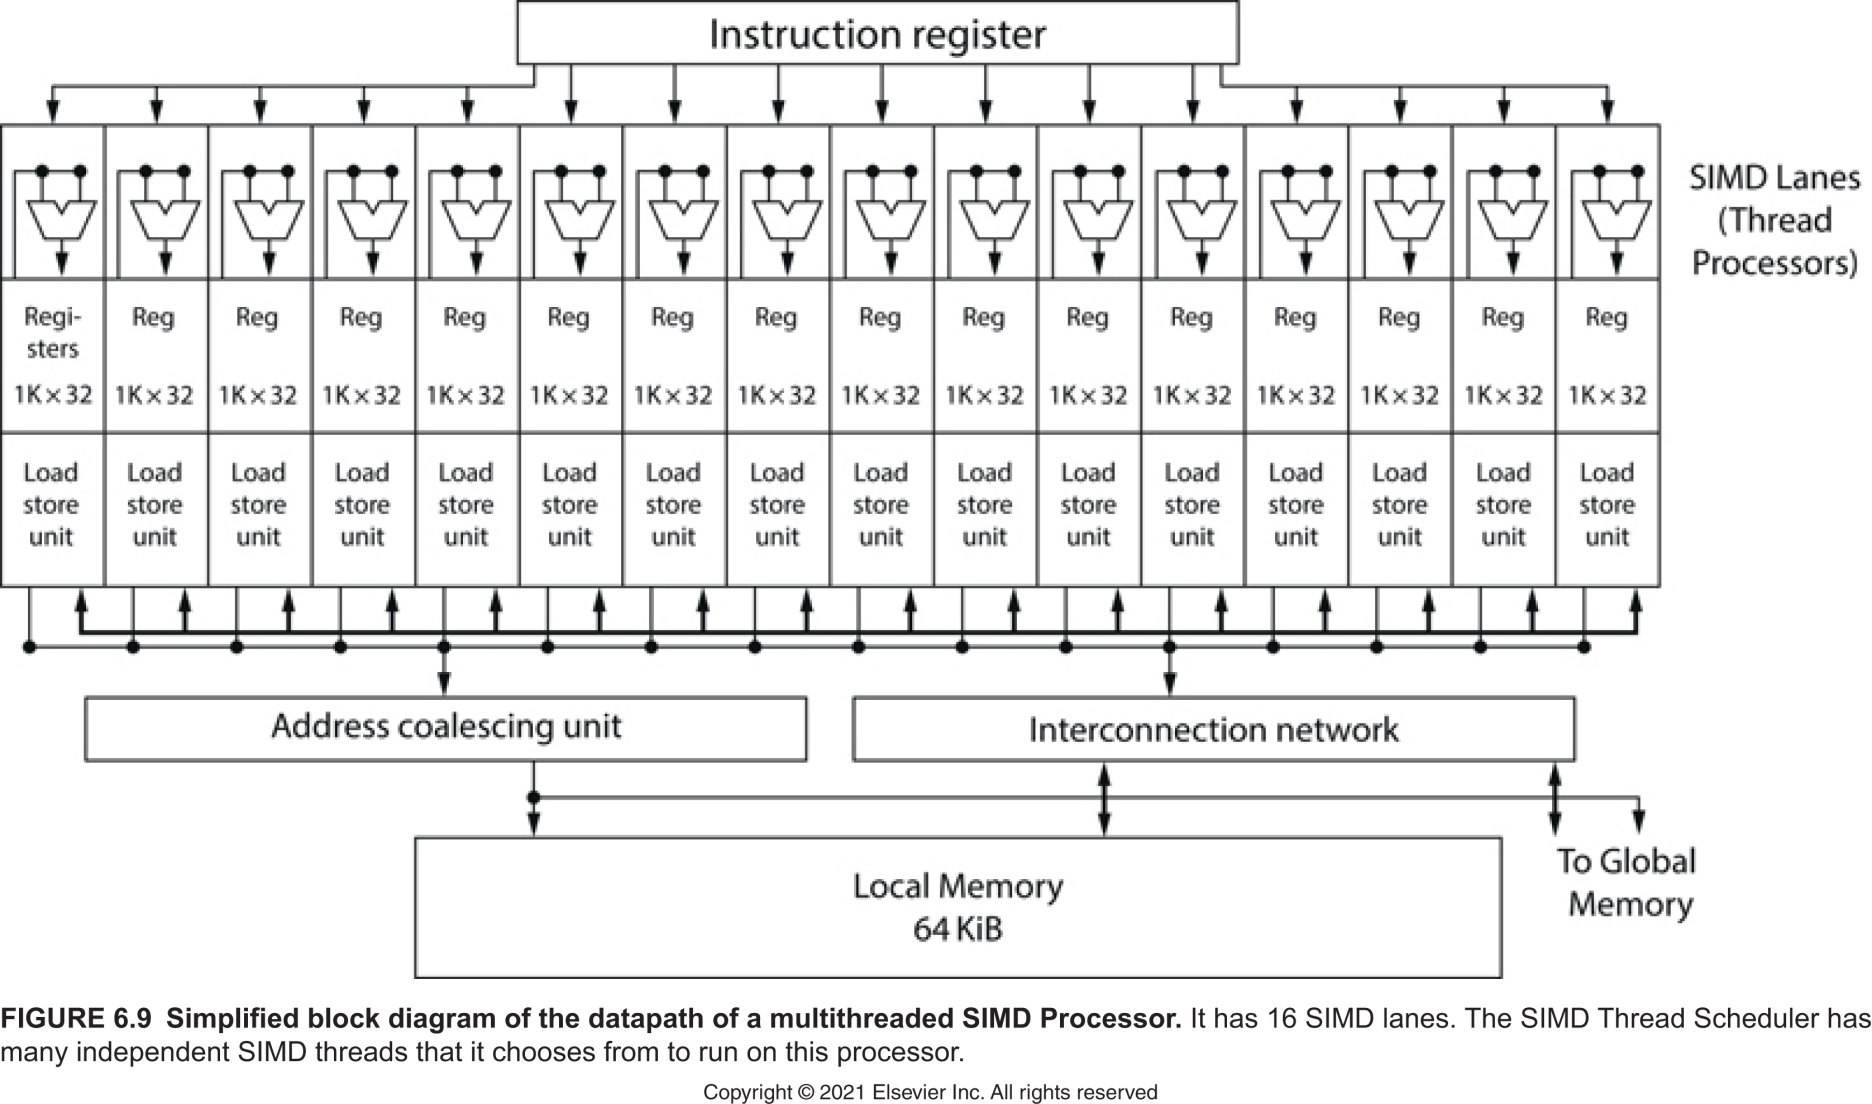 Instruction register
SIMD Lanes
(Thread
Processors)
Regi-
sters
Reg Reg Reg Reg Reg Reg Reg Reg Reg Reg Reg Reg Reg Reg Reg
1K×32 1K×32 1K×32 1K×32 1K×32 1K×32 1K×32 1K×32 1K×32 1K×32 1K×32 1K×32 1K×32 1K×32 1K×32 1K×32
Load Load Load Load Load Load Load Load Load Load Load Load Load Load Load Load
store store store store store store store store store store store store store store store store
unit unit unit unit unit unit unit unit unit unit unit unit unit unit unit unit
Address coalescing unit
Interconnection network
Local Memory
64 KiB
To Global
Memory
FIGURE 6.9 Simplified block diagram of the datapath of a multithreaded SIMD Processor. It has 16 SIMD lanes. The SIMD Thread Scheduler has
many independent SIMD threads that it chooses from to run on this processor.
Copyright © 2021 Elsevier Inc. All rights reserved